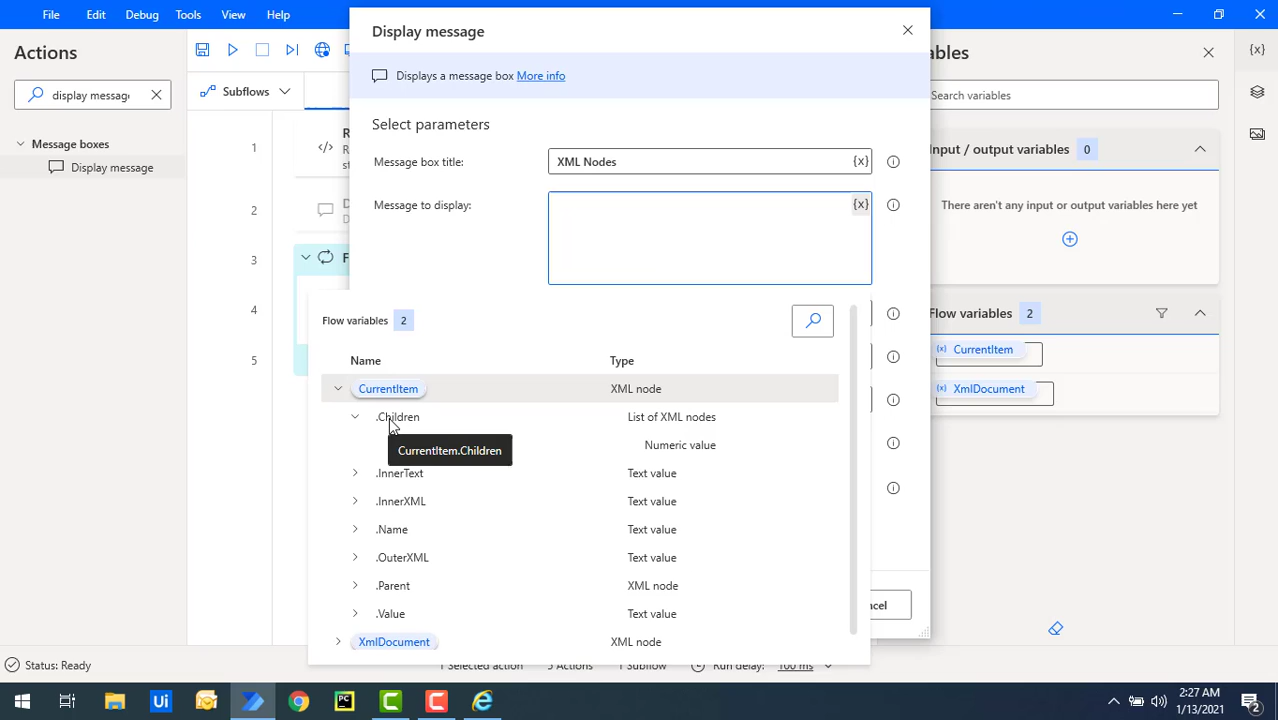 File
Edit
Debug
Tools
View
Help
Actions
display messag
Message boxes
Display message
Subflows
1
2
3
4
5
R
st
D
D
F
Display message
Displays a message box More info
Select parameters
Message box title:
XML Nodes
{x}
Message to display:
{x}
Flow variables 2
Name
Type
CurrentItem
XML node
.Children
List of XML nodes
CurrentItem.Children
Numeric value
.InnerText
Text value
.InnerXML
Text value
.Name
Text value
.OuterXML
Text value
.Parent
XML node
.Value
Text value
XmlDocument
XML node
ncel
ables
{x}
Search variables
Input / output variables 0
There aren't any input or output variables here yet
Flow variables 2
{x} CurrentItem
{x} XmlDocument
Status: Ready
1 Selected action
5 Actions
1 Subflow
Run delay:
100 ms
Ui
PC
2:27 AM
1/13/2021
2